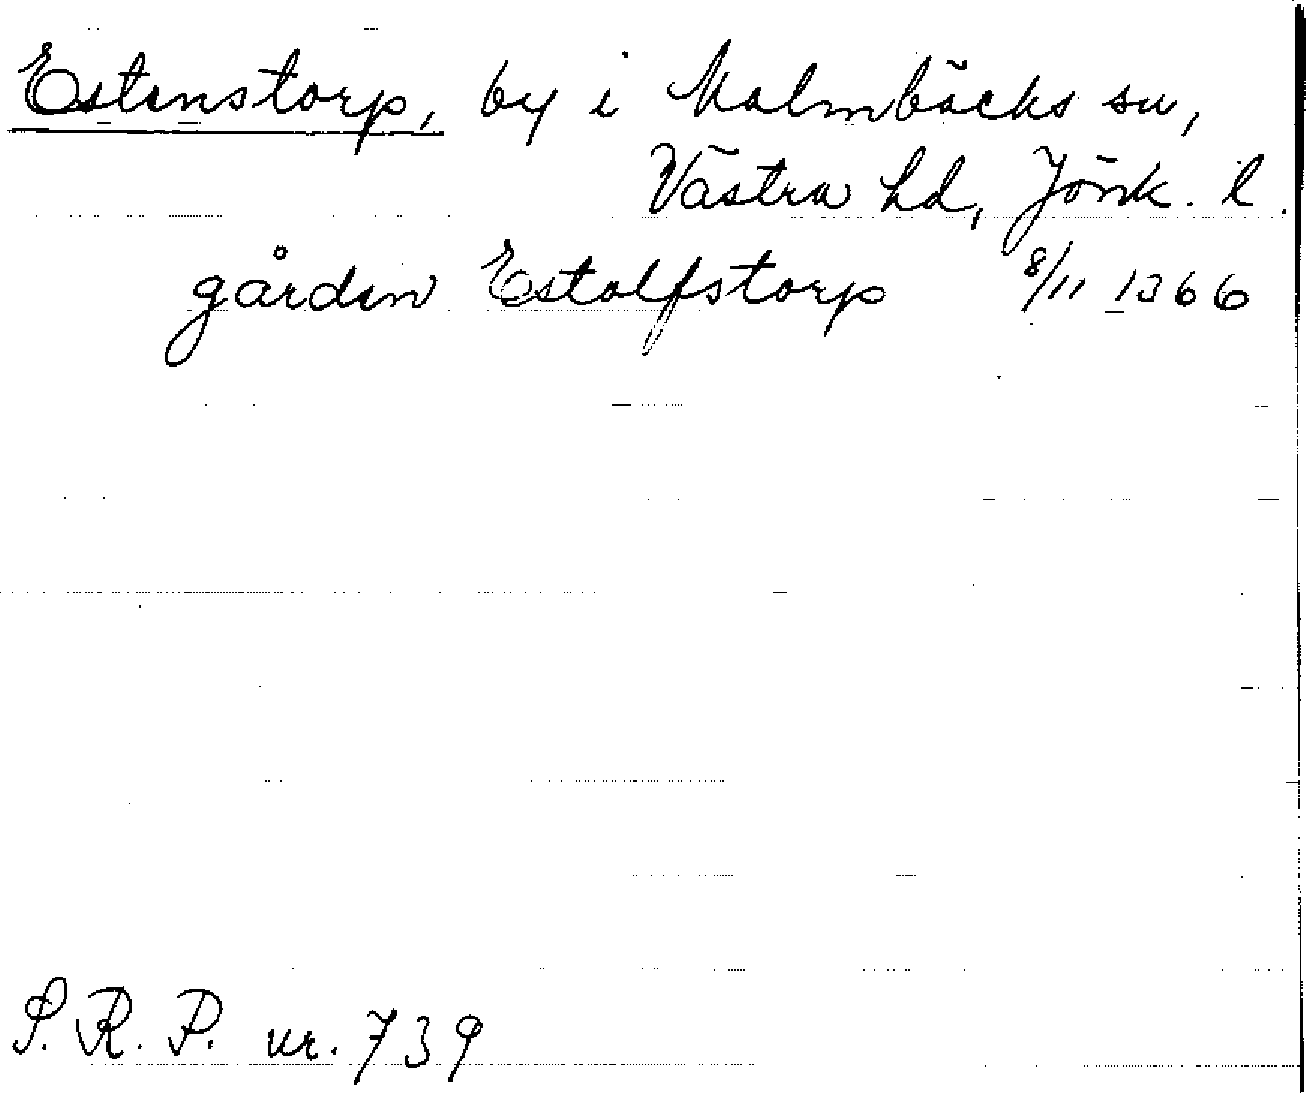 Estenstorp, by i Malmbäcks sn,
Västra hd, Jönk. l.
gården Estolfstorp 8/11 1366
S.R.P. nr. 739